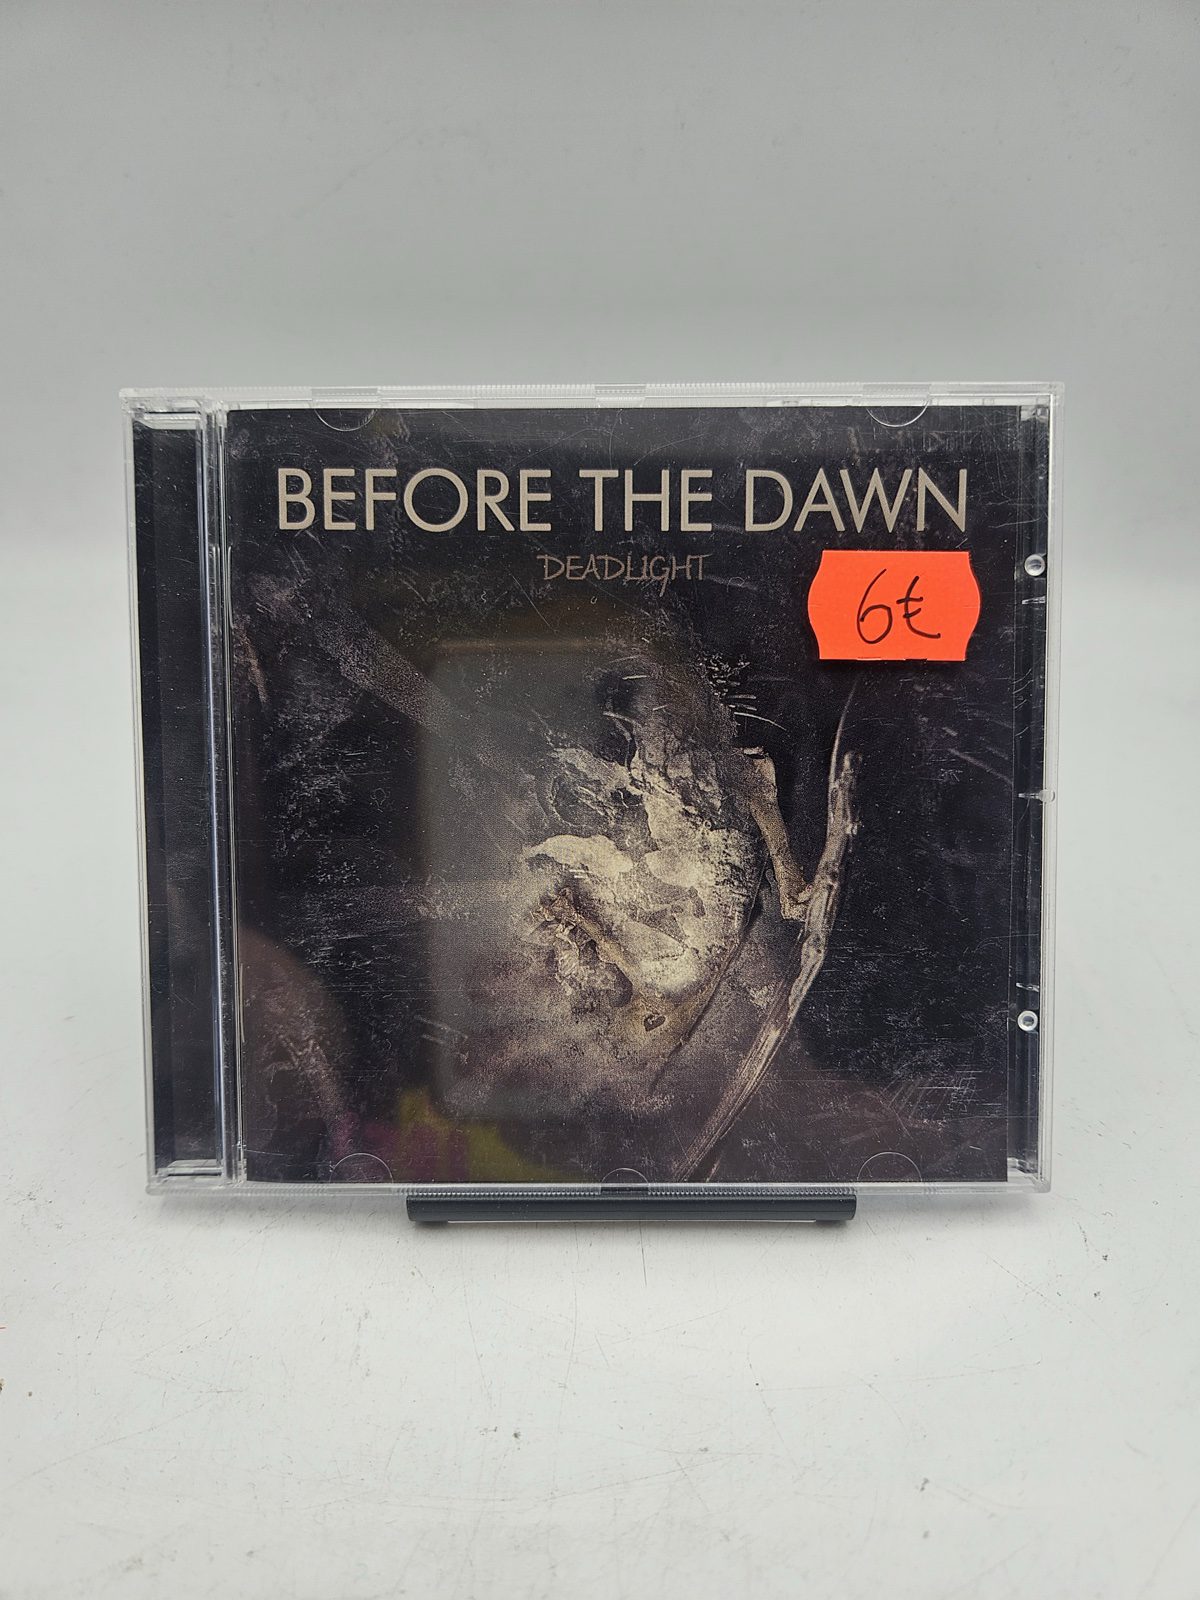 BEFORE THE DAWN
DEADLIGHT
6€